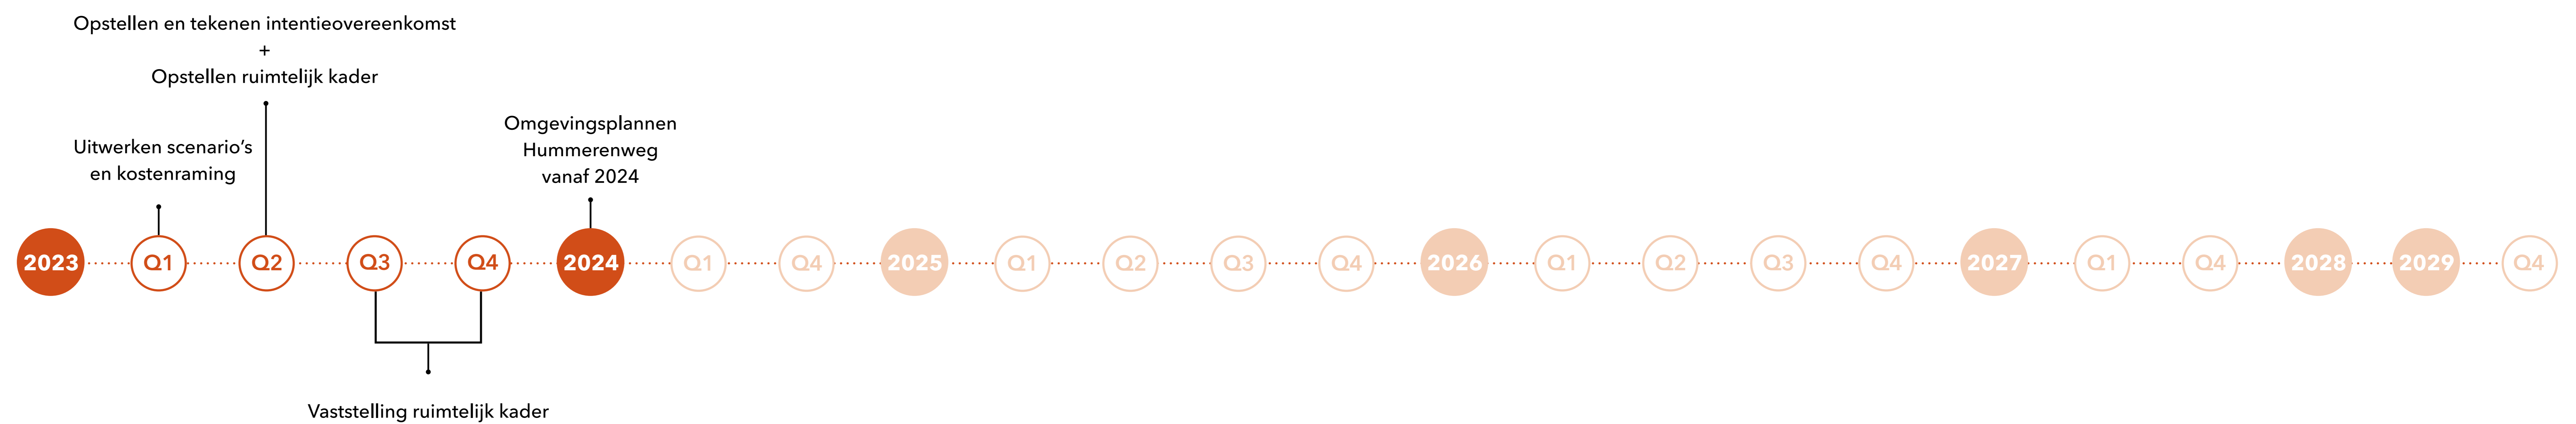 Opstellen en tekenen intentieovereenkomst
+
Opstellen ruimtelijk kader
Uitwerken scenario's
en kostenraming
Omgevingsplannen
Hummerenweg
vanaf 2024
2023 Q1 Q2 Q3 Q4 2024 Q1 Q4 2025 Q1 Q2 Q3 Q4 2026 Q1 Q2 Q3 Q4 2027 Q1 Q4 2028 2029 Q4
Vaststelling ruimtelijk kader